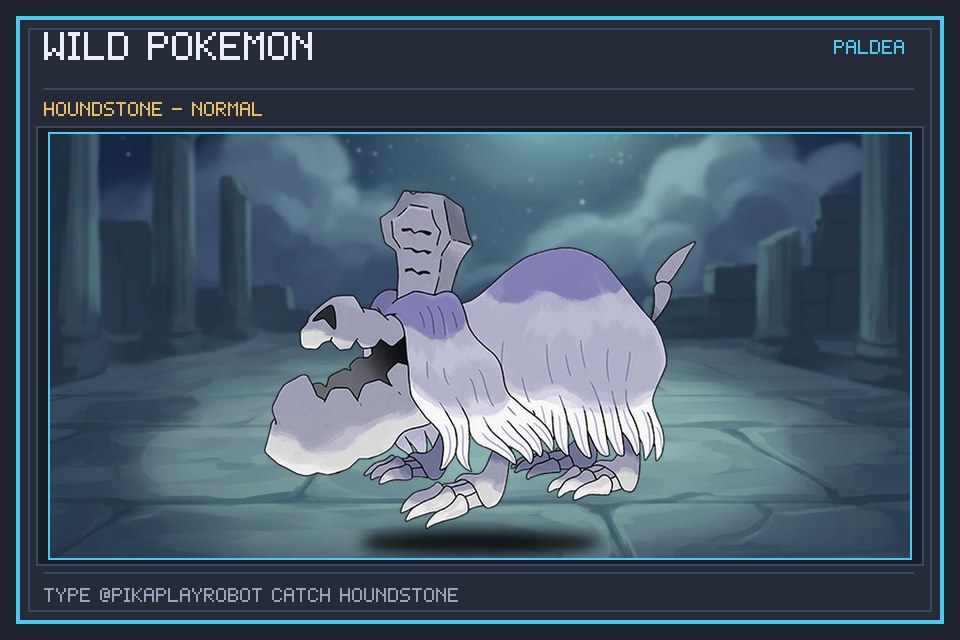 WILD POKEMON
PALDEA
HOUNDSTONE - NORMAL
TYPE @PIKAPLAYROBOT CATCH HOUNDSTONE